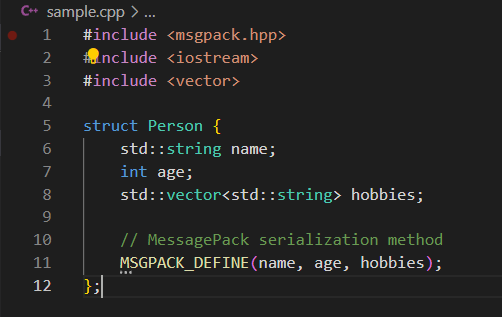 sample.cpp > ...
1 #include <msgpack.hpp>
2 #include <iostream>
3 #include <vector>
4
5 struct Person {
6     std::string name;
7     int age;
8     std::vector<std::string> hobbies;
9
10     // MessagePack serialization method
11     MSGPACK_DEFINE(name, age, hobbies);
12 };